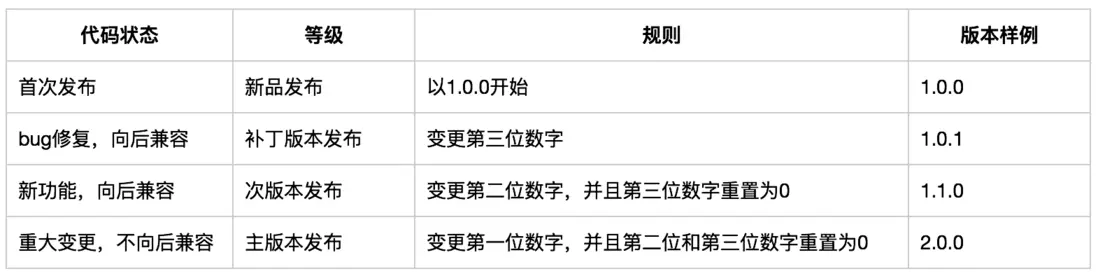 代码状态 等级 规则 版本样例
首次发布 新品发布 以1.0.0开始 1.0.0
bug修复，向后兼容 补丁版本发布 变更第三位数字 1.0.1
新功能，向后兼容 次版本发布 变更第二位数字，并且第三位数字重置为0 1.1.0
重大变更，不向后兼容 主版本发布 变更第一位数字，并且第二位和第三位数字重置为0 2.0.0